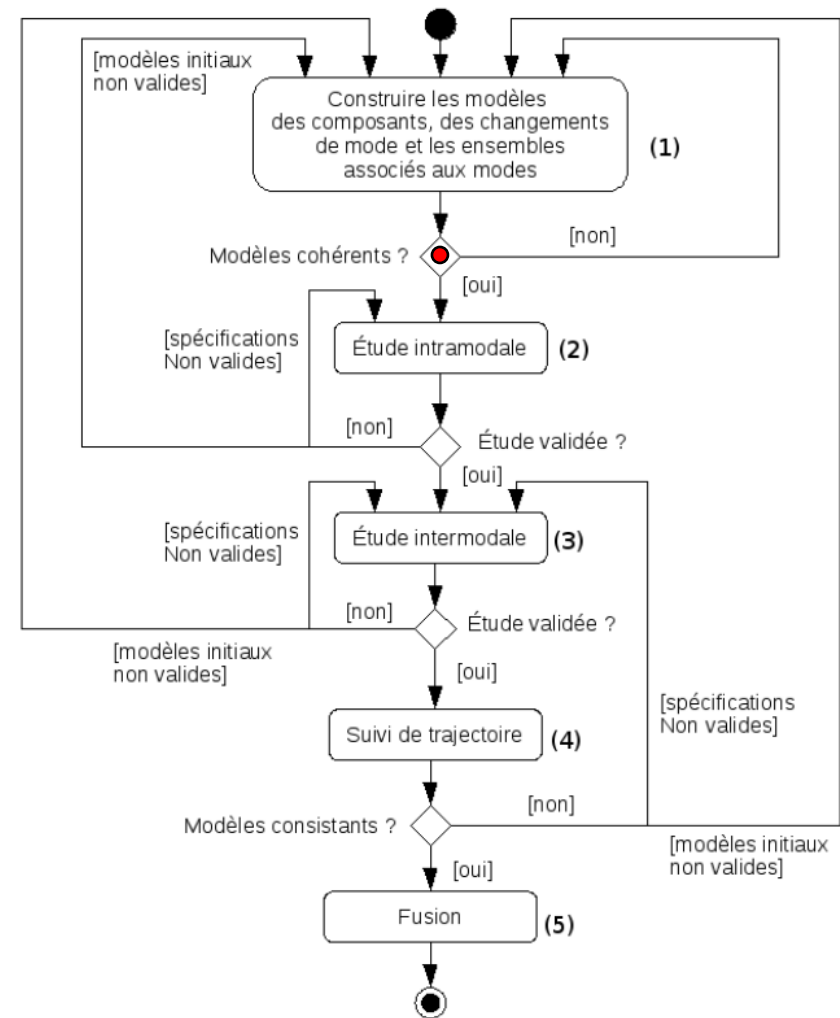 [modèles initiaux
non valides]
Construire les modèles
des composants, des changements
de mode et les ensembles
associés aux modes
(1)
[non]
Modèles cohérents ?
[oui]
[spécifications
Non valides]
Étude intramodale
(2)
[non]
Étude validée ?
[oui]
[spécifications
Non valides]
Étude intermodale
(3)
[non]
Étude validée ?
[modèles initiaux
non valides]
[oui]
[spécifications
Non valides]
Suivi de trajectoire
(4)
[non]
Modèles consistants ?
[modèles initiaux
non valides]
[oui]
Fusion
(5)